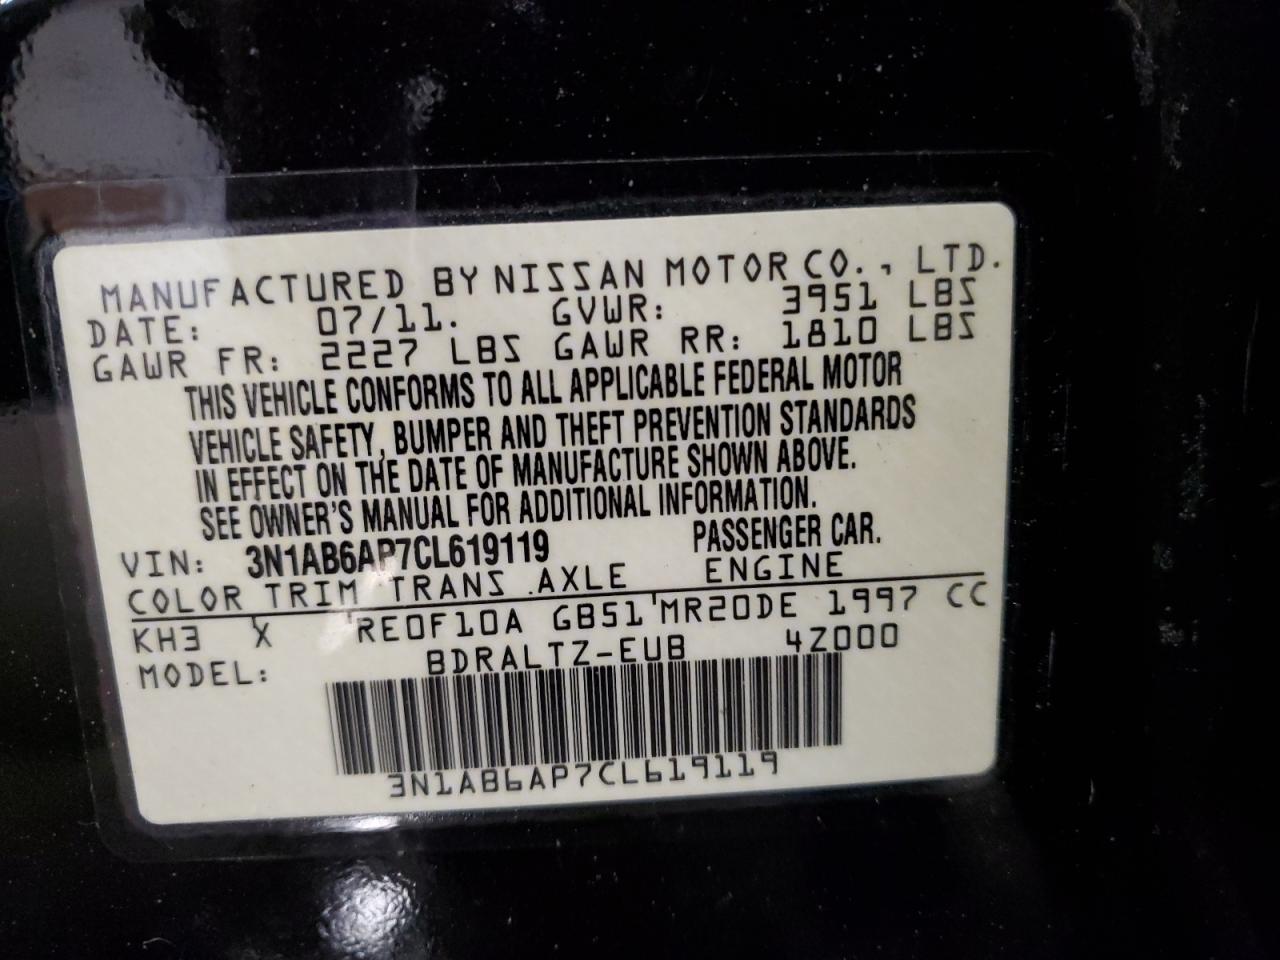 MANUFACTURED BY NISSAN MOTOR CO., LTD.
DATE: 07/11. GVWR: 3951 LBS
GAWR FR: 2227 LBS GAWR RR: 1810 LBS
THIS VEHICLE CONFORMS TO ALL APPLICABLE FEDERAL MOTOR
VEHICLE SAFETY, BUMPER AND THEFT PREVENTION STANDARDS
IN EFFECT ON THE DATE OF MANUFACTURE SHOWN ABOVE.
SEE OWNER'S MANUAL FOR ADDITIONAL INFORMATION.
VIN: 3N1AB6AP7CL619119 PASSENGER CAR.
COLOR TRIM TRANS AXLE ENGINE
KH3 X RE0F10A GB51 MR20DE 1997 CC
MODEL: BDRALTZ-EUB 4Z000
3N1AB6AP7CL619119